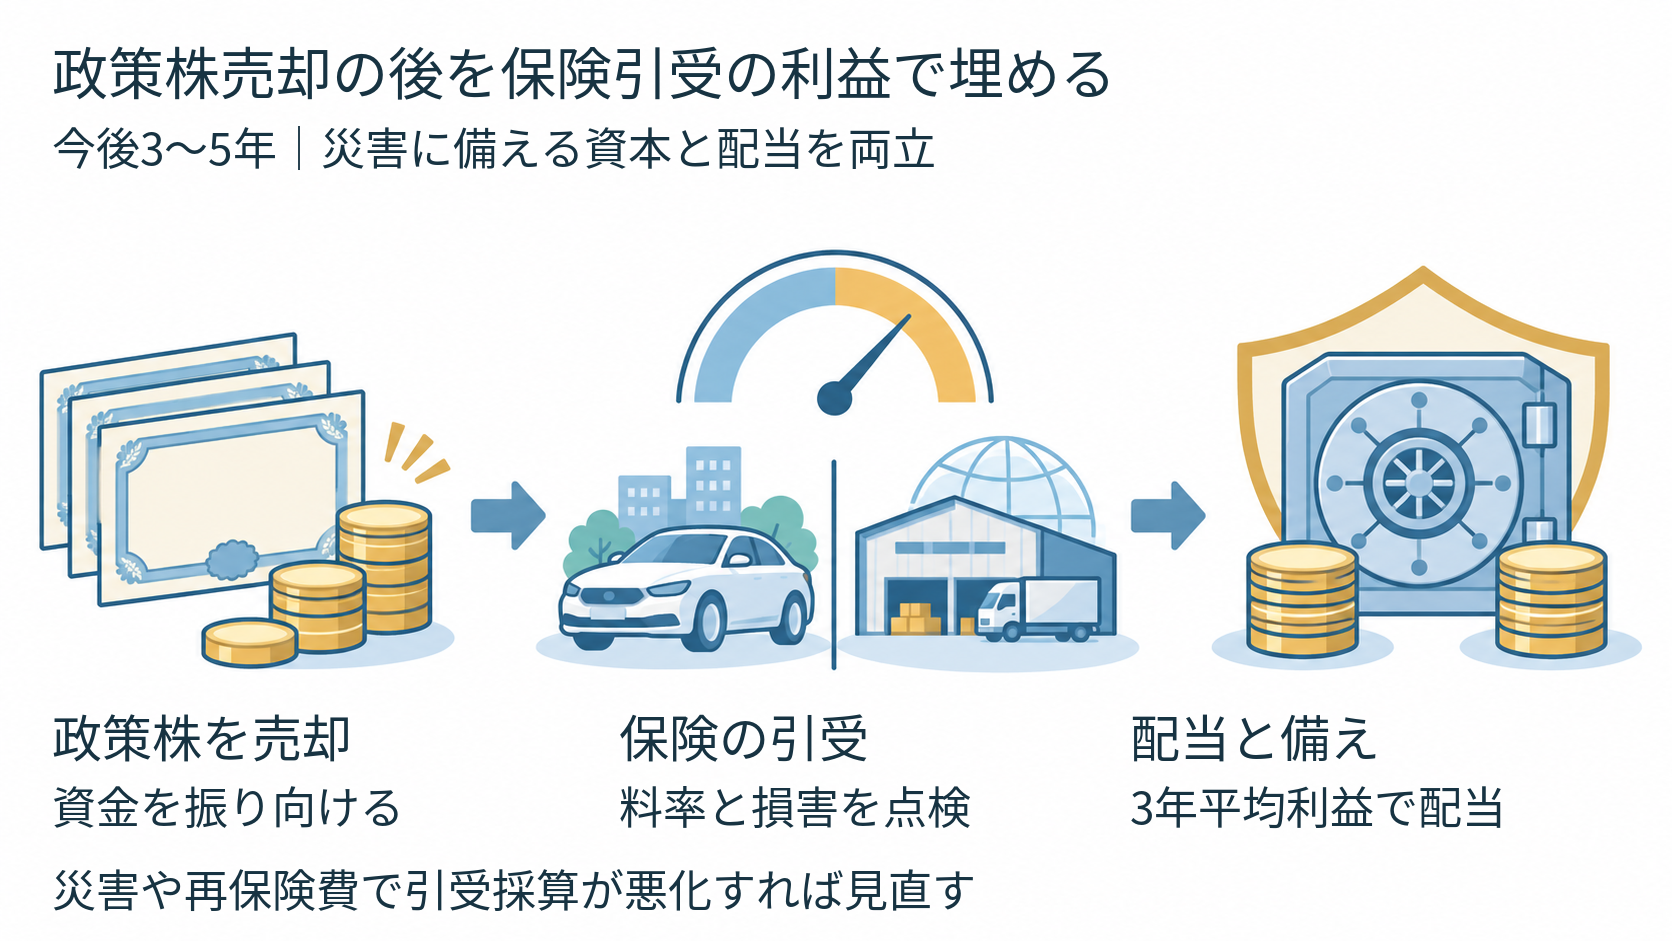 政策株売却の後を保険引受の利益で埋める
今後3～5年｜災害に備える資本と配当を両立
政策株を売却
資金を振り向ける
保険の引受
料率と損害を点検
配当と備え
3年平均利益で配当
災害や再保険費で引受採算が悪化すれば見直す